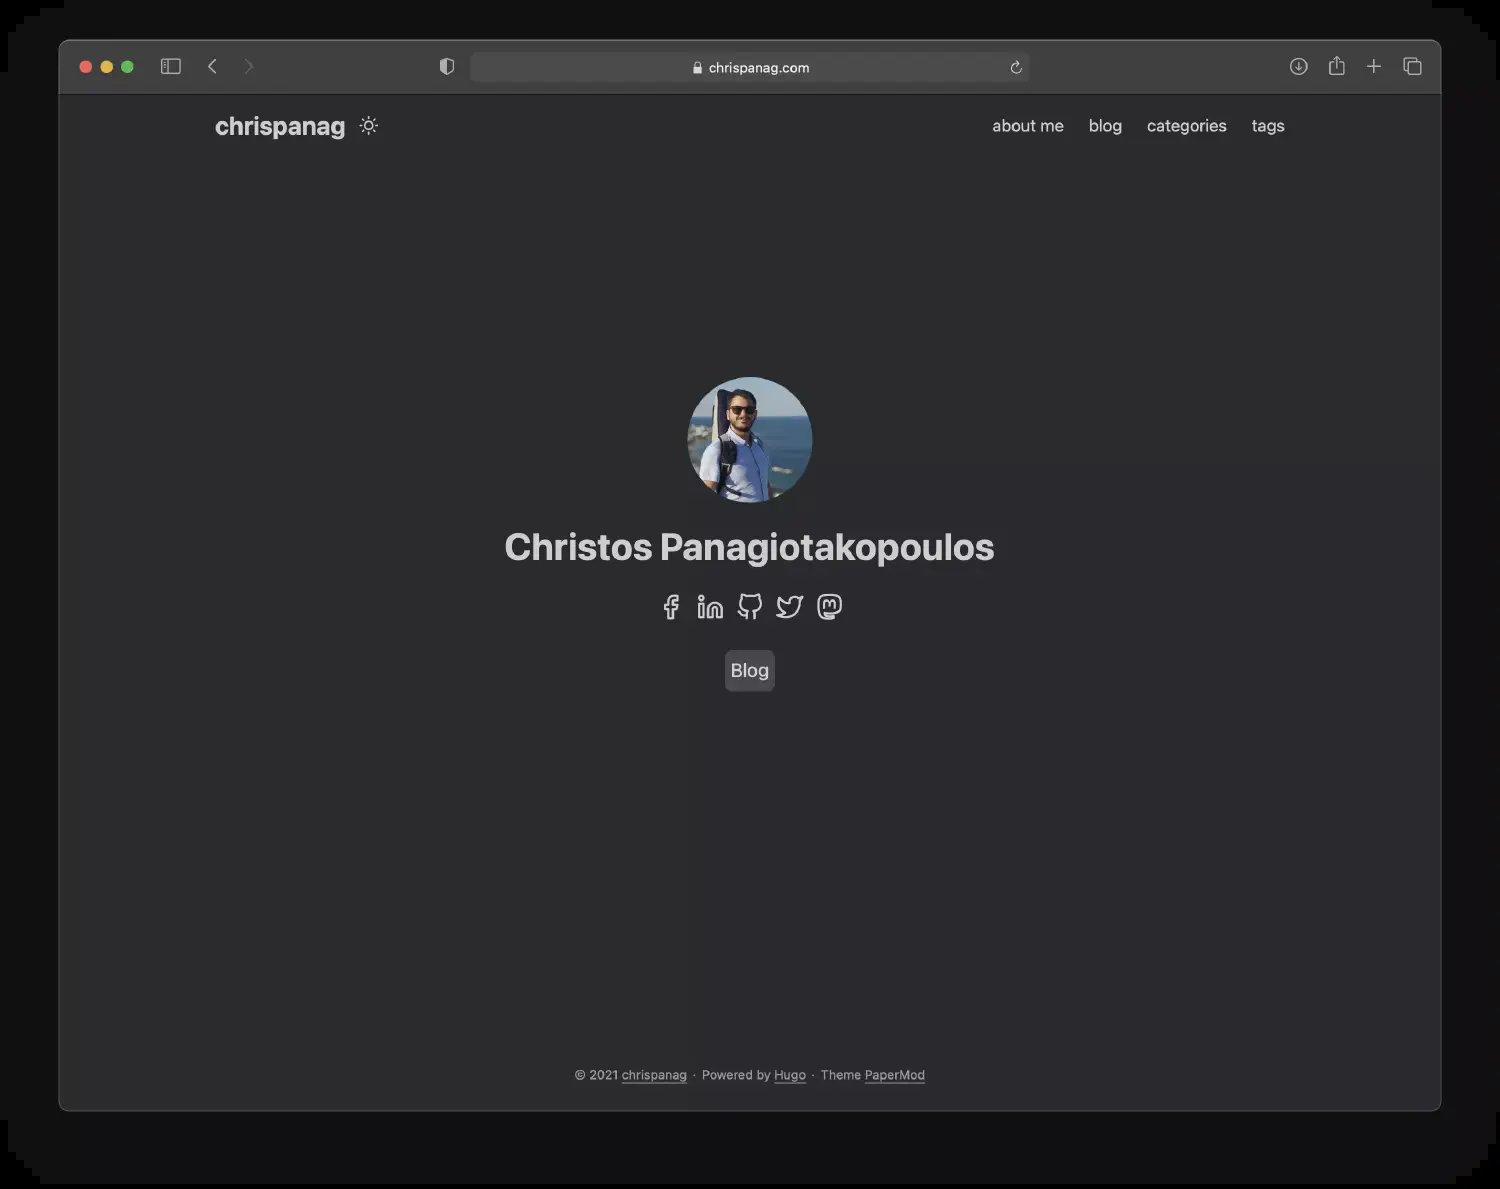 chrispanag.com
chrispanag
about me blog categories tags
Christos Panagiotakopoulos
Blog
© 2021 chrispanag · Powered by Hugo · Theme PaperMod